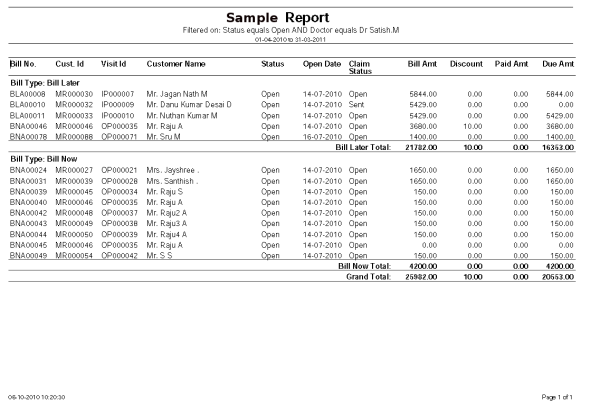 Sample Report
Filtered on: Status equals Open AND Doctor equals Dr Satish.M
01-04-2010 to 31-03-2011
Bill No. Cust. Id Visit Id Customer Name Status Open Date Claim Status Bill Amt Discount Paid Amt Due Amt
Bill Type: Bill Later
BLA00008 MR000030 IP000007 Mr. Jagan Nath M Open 14-07-2010 Open 5844.00 0.00 0.00 5844.00
BLA00010 MR000032 IP000009 Mr. Danu Kumar Desai D Open 14-07-2010 Sent 5429.00 0.00 0.00 0.00
BLA00011 MR000033 IP000010 Mr. Nuthan Kumar M Open 14-07-2010 Open 5429.00 0.00 0.00 5429.00
BNA00046 MR000046 OP000035 Mr. Raju A Open 14-07-2010 Open 3680.00 10.00 0.00 3680.00
BNA00078 MR000088 OP000071 Mr. Sru M Open 16-07-2010 Open 1400.00 0.00 0.00 1400.00
Bill Later Total: 21782.00 10.00 0.00 16353.00
Bill Type: Bill Now
BNA00024 MR000027 OP000021 Mrs. Jayshree . Open 14-07-2010 Open 1650.00 0.00 0.00 1650.00
BNA00031 MR000039 OP000028 Mrs. Santhish . Open 14-07-2010 Open 1650.00 0.00 0.00 1650.00
BNA00039 MR000045 OP000034 Mr. Raju S Open 14-07-2010 Open 150.00 0.00 0.00 150.00
BNA00040 MR000046 OP000035 Mr. Raju A Open 14-07-2010 Open 150.00 0.00 0.00 150.00
BNA00042 MR000048 OP000037 Mr. Raju2 A Open 14-07-2010 Open 150.00 0.00 0.00 150.00
BNA00043 MR000049 OP000038 Mr. Raju3 A Open 14-07-2010 Open 150.00 0.00 0.00 150.00
BNA00044 MR000050 OP000039 Mr. Raju4 A Open 14-07-2010 Open 150.00 0.00 0.00 150.00
BNA00045 MR000046 OP000035 Mr. Raju A Open 14-07-2010 Open 0.00 0.00 0.00 0.00
BNA00049 MR000054 OP000042 Mr. S S Open 14-07-2010 Open 150.00 0.00 0.00 150.00
Bill Now Total: 4200.00 0.00 0.00 4200.00
Grand Total: 25982.00 10.00 0.00 20553.00
06-10-2010 10:20:30 Page 1 of 1